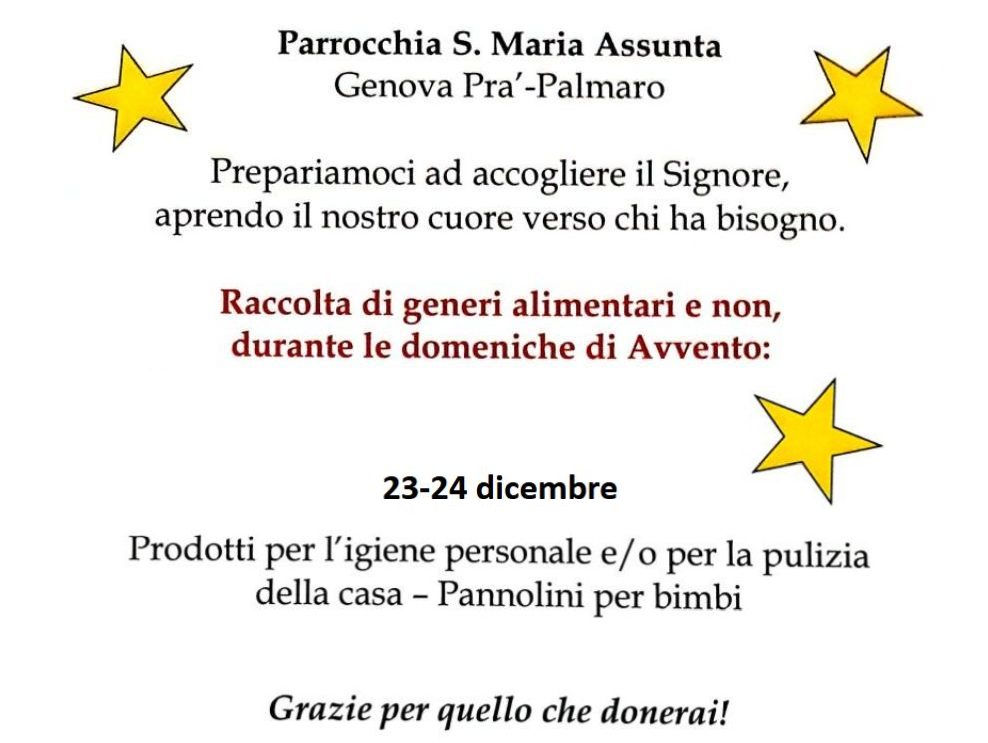 Parrocchia S. Maria Assunta
Genova Pra'-Palmaro
Prepariamoci ad accogliere il Signore,
aprendo il nostro cuore verso chi ha bisogno.
Raccolta di generi alimentari e non,
durante le domeniche di Avvento:
23-24 dicembre
Prodotti per l'igiene personale e/o per la pulizia
della casa – Pannolini per bimbi
Grazie per quello che donerai!